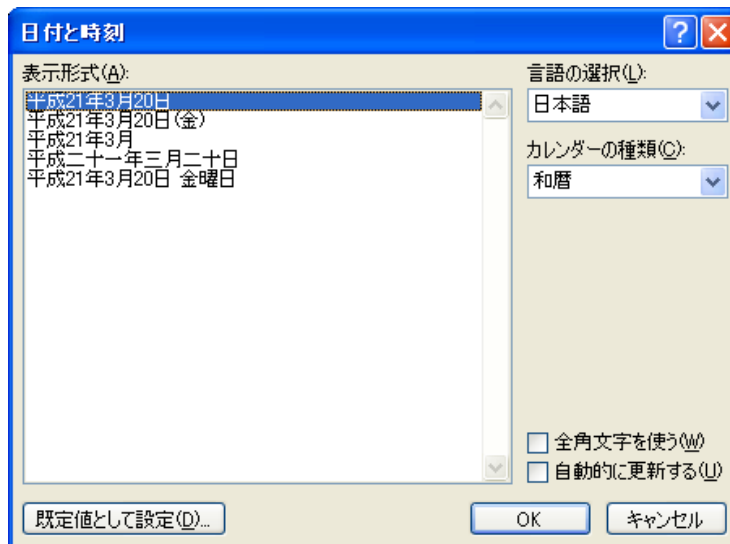 日付と時刻
表示形式(A):
平成21年3月20日
平成21年3月20日(金)
平成21年3月
平成二十一年三月二十日
平成21年3月20日 金曜日
言語の選択(L):
日本語
カレンダーの種類(C):
和暦
全角文字を使う(W)
自動的に更新する(U)
既定値として設定(D)...
OK
キャンセル